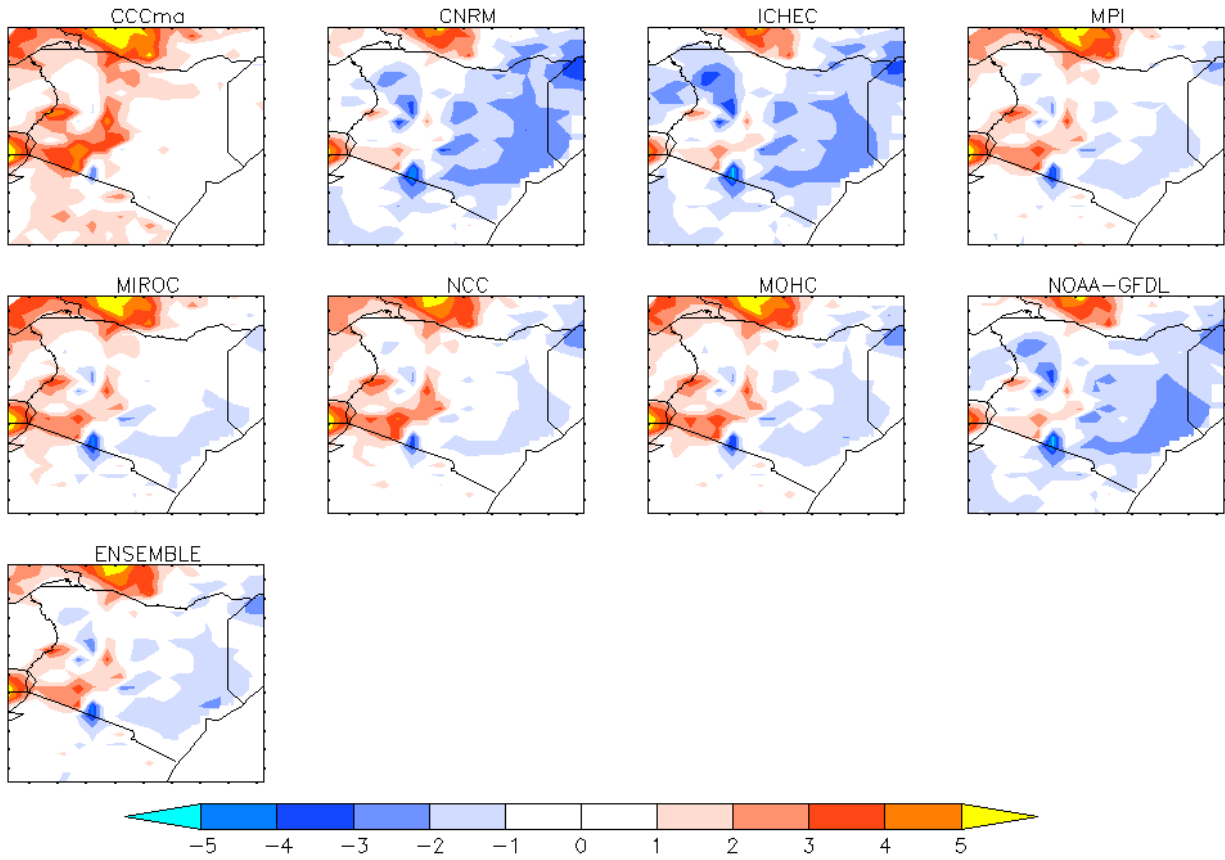 CCCma CNRM ICHEC MPI
MIROC NCC MOHC NOAA-GFDL
ENSEMBLE
-5 -4 -3 -2 -1 0 1 2 3 4 5